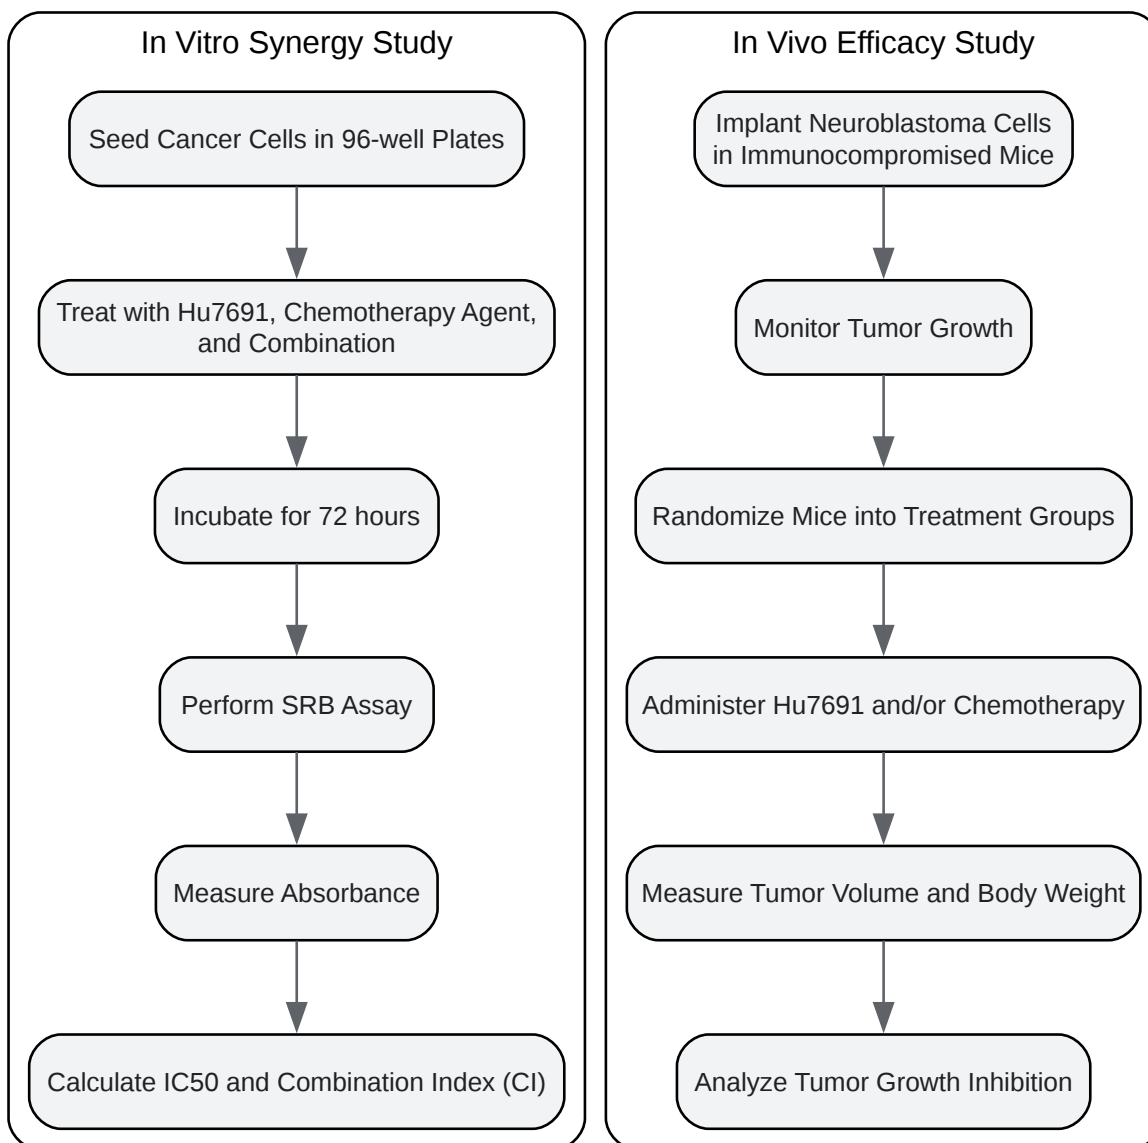 In Vitro Synergy Study
Seed Cancer Cells in 96-well Plates
Treat with Hu7691, Chemotherapy Agent,
and Combination
Incubate for 72 hours
Perform SRB Assay
Measure Absorbance
Calculate IC50 and Combination Index (CI)
In Vivo Efficacy Study
Implant Neuroblastoma Cells
in Immunocompromised Mice
Monitor Tumor Growth
Randomize Mice into Treatment Groups
Administer Hu7691 and/or Chemotherapy
Measure Tumor Volume and Body Weight
Analyze Tumor Growth Inhibition